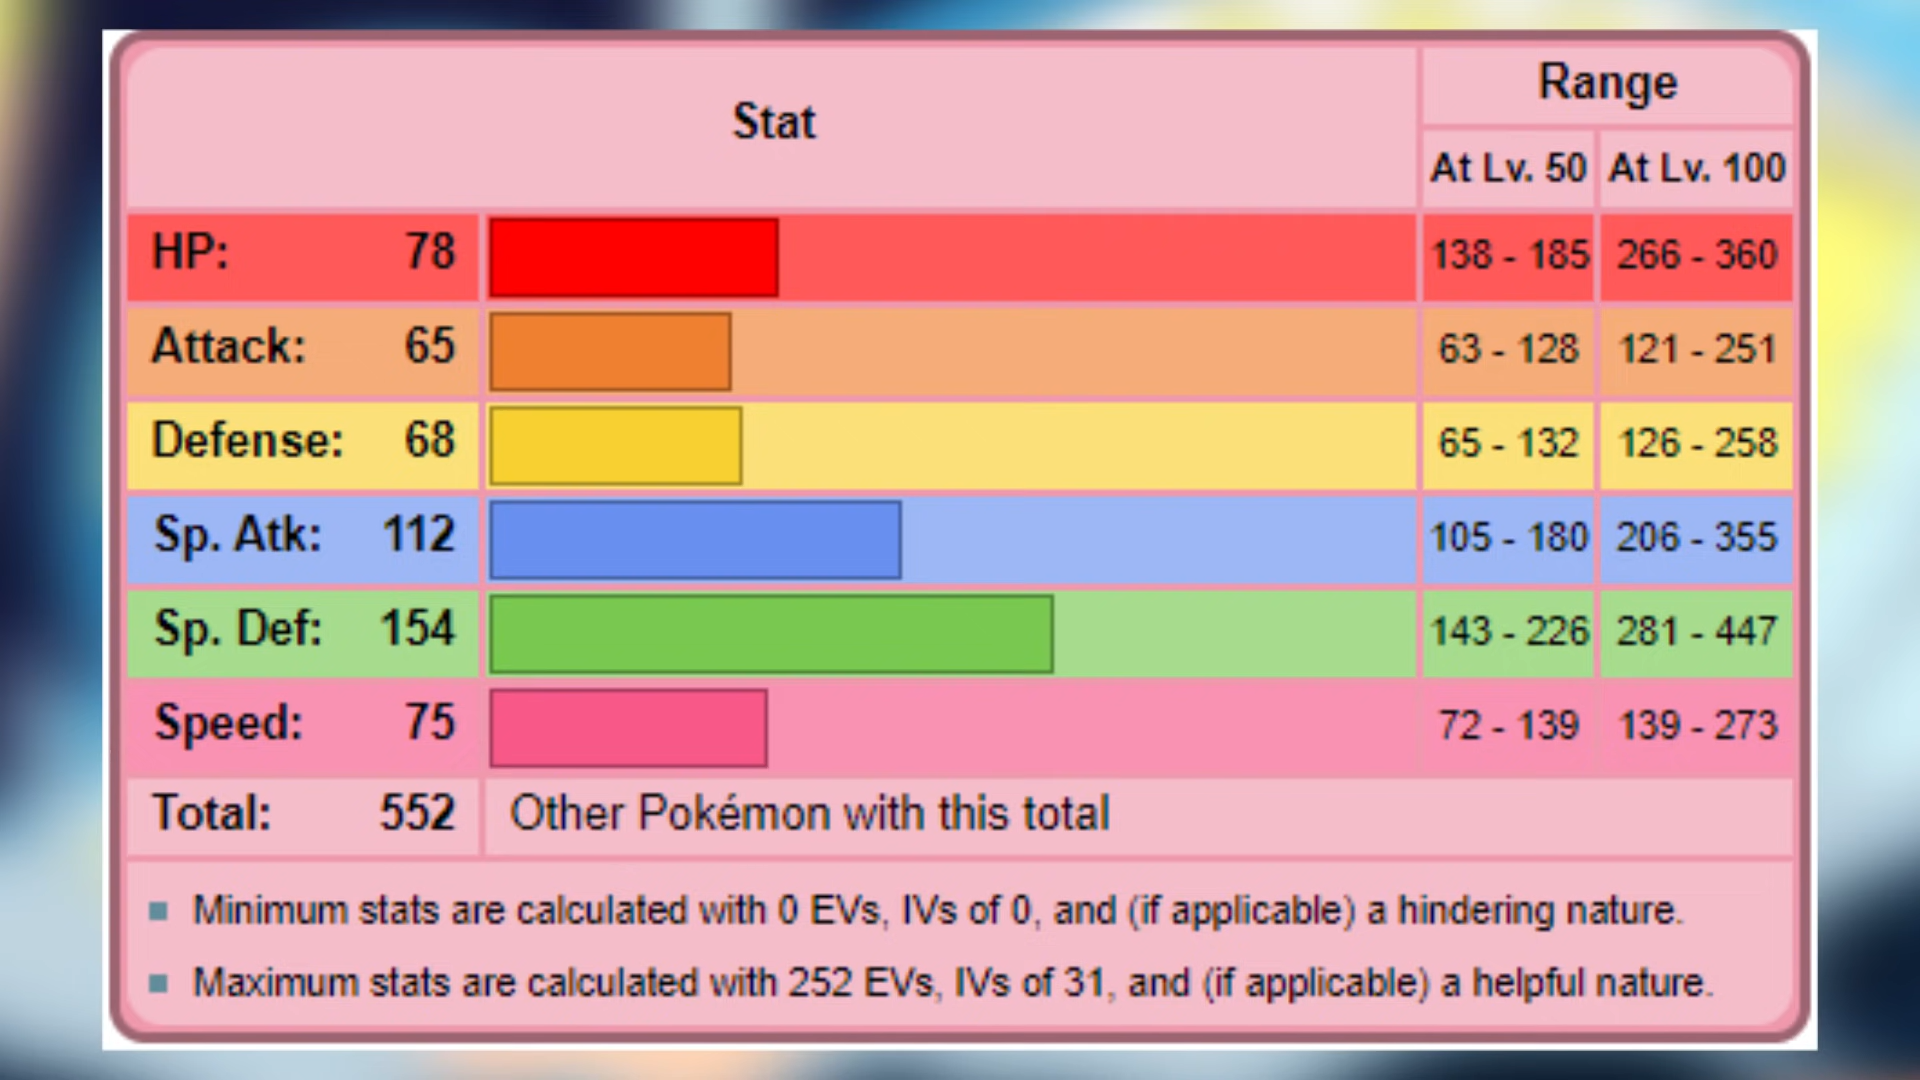 Stat
Range
At Lv. 50 At Lv. 100
HP: 78 138 - 185 266 - 360
Attack: 65 63 - 128 121 - 251
Defense: 68 65 - 132 126 - 258
Sp. Atk: 112 105 - 180 206 - 355
Sp. Def: 154 143 - 226 281 - 447
Speed: 75 72 - 139 139 - 273
Total: 552 Other Pokémon with this total
Minimum stats are calculated with 0 EVs, IVs of 0, and (if applicable) a hindering nature.
Maximum stats are calculated with 252 EVs, IVs of 31, and (if applicable) a helpful nature.